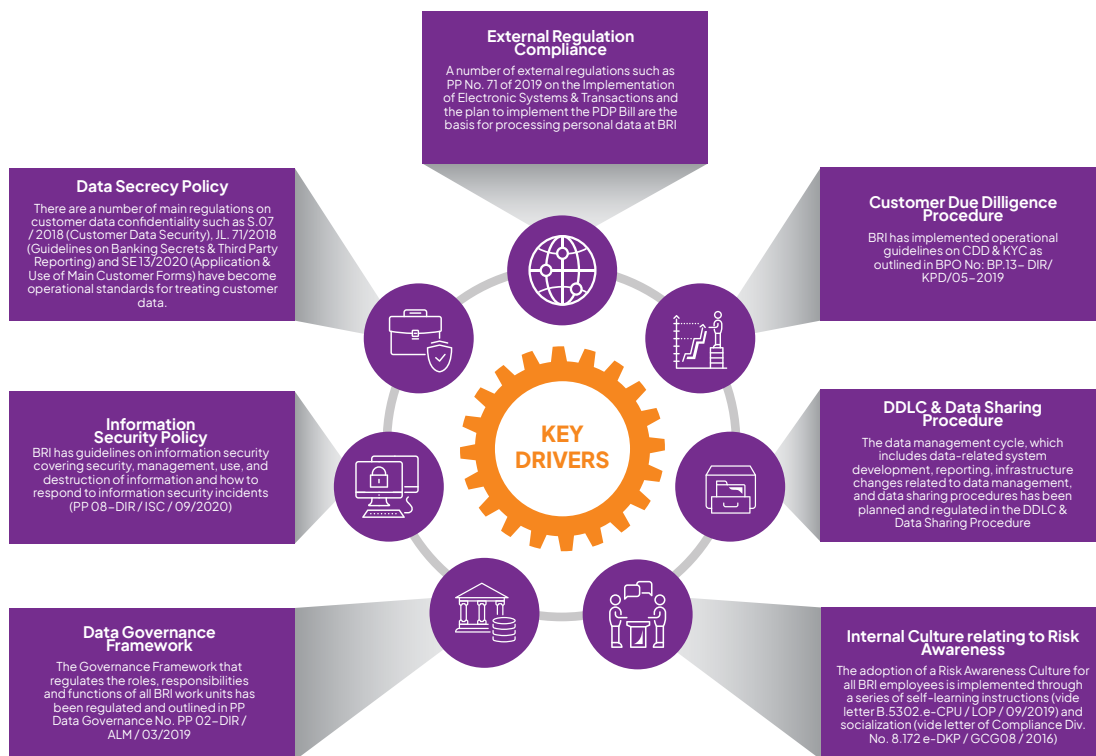 External Regulation
Compliance
A number of external regulations such as
PP No. 71 of 2019 on the Implementation
of Electronic Systems & Transactions and
the plan to implement the PDP Bill are the
basis for processing personal data at BRI
Data Secrecy Policy
There are a number of main regulations on
customer data confidentiality such as S.07
/ 2018 (Customer Data Security), JL. 71/2018
(Guidelines on Banking Secrets & Third Party
Reporting) and SE 13/2020 (Application &
Use of Main Customer Forms) have become
operational standards for treating customer
data.
Customer Due Dilligence
Procedure
BRI has implemented operational
guidelines on CDD & KYC as
outlined in BPO No: BP.13– DIR/
KPD/05–2019
Information
Security Policy
BRI has guidelines on information security
covering security, management, use, and
destruction of information and how to
respond to information security incidents
(PP 08–DIR / ISC / 09/2020)
KEY
DRIVERS
DDLC & Data Sharing
Procedure
The data management cycle, which
includes data-related system
development, reporting, infrastructure
changes related to data management,
and data sharing procedures has been
planned and regulated in the DDLC &
Data Sharing Procedure
Data Governance
Framework
The Governance Framework that
regulates the roles, responsibilities
and functions of all BRI work units has
been regulated and outlined in PP
Data Governance No. PP 02–DIR /
ALM / 03/2019
Internal Culture relating to Risk
Awareness
The adoption of a Risk Awareness Culture for
all BRI employees is implemented through
a series of self-learning instructions (vide
letter B.5302.e-CPU / LOP / 09/2019) and
socialization (vide letter of Compliance Div.
No. 8.172 e-DKP / GCG08 / 2016)